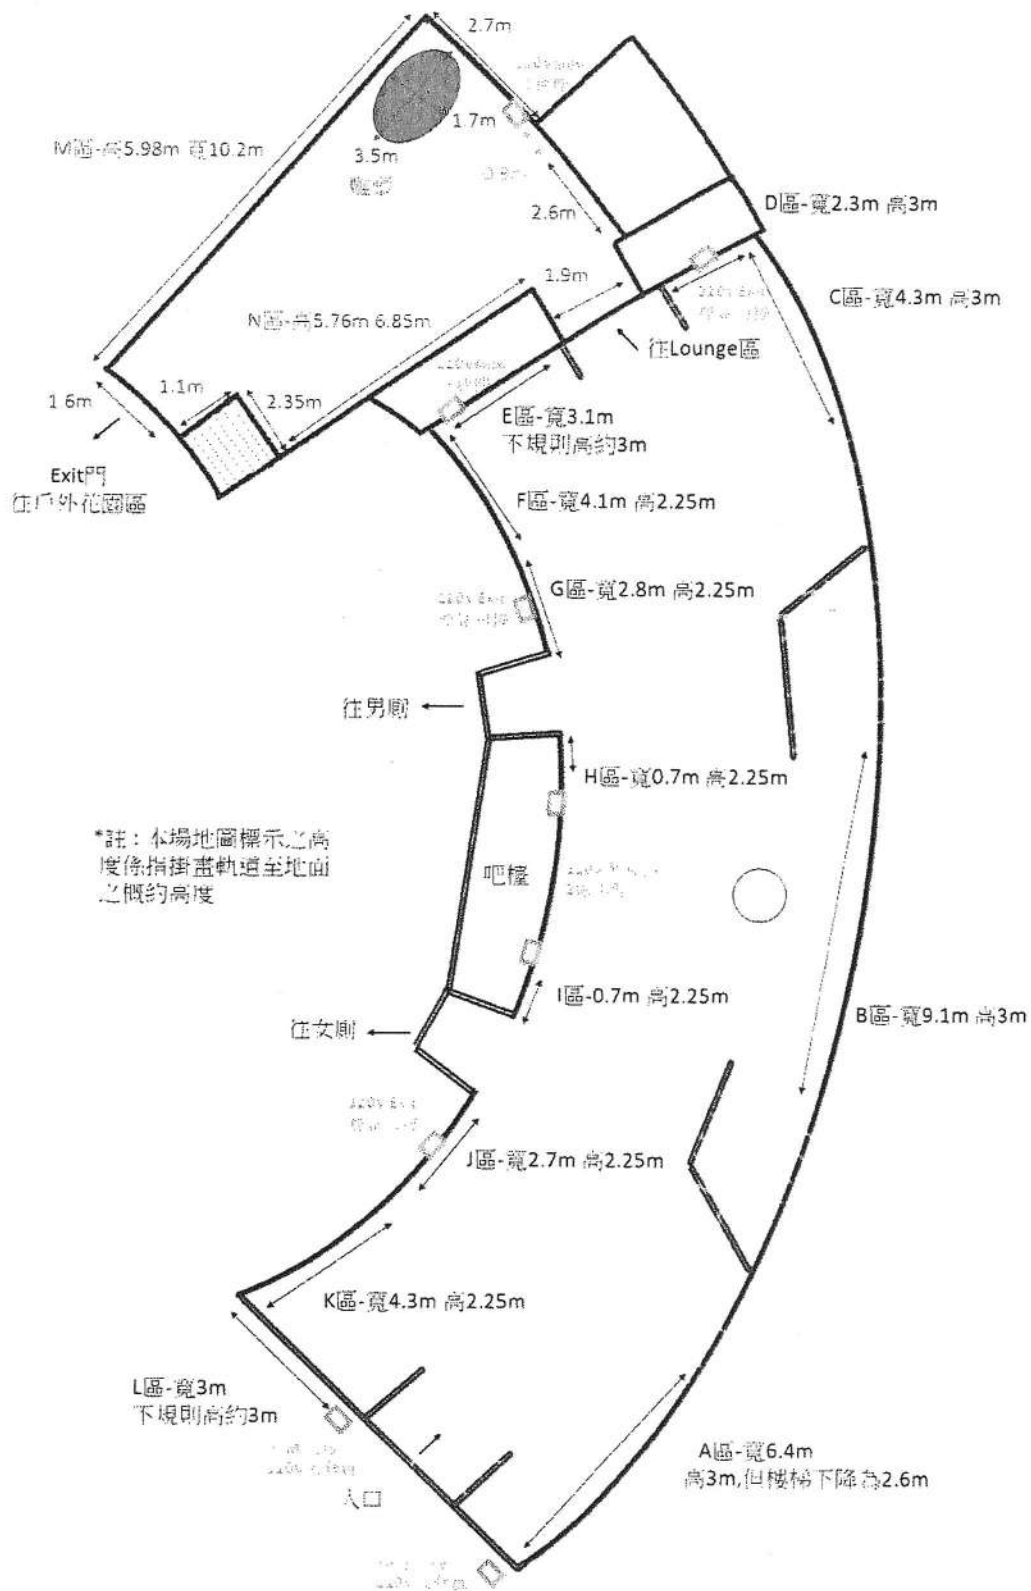 2.7m
1.7m
3.5m
M區-高5.98m 寬10.2m
2.6m
D區-寬2.3m 高3m
1.9m
C區-寬4.3m 高3m
N區-高5.76m 6.85m
往Lounge區
1.1m
2.35m
1 6m
E區-寬3.1m
不規則高約3m
Exit門
往戶外花園區
F區-寬4.1m 高2.25m
G區-寬2.8m 高2.25m
往男廁
H區-寬0.7m 高2.25m
*註：本場地圖標示之高
度係指掛畫軌道至地面
之概約高度
吧檯
I區-0.7m 高2.25m
B區-寬9.1m 高3m
往女廁
J區-寬2.7m 高2.25m
K區-寬4.3m 高2.25m
L區-寬3m
不規則高約3m
A區-寬6.4m
高3m,但樓梯下降為2.6m
入口